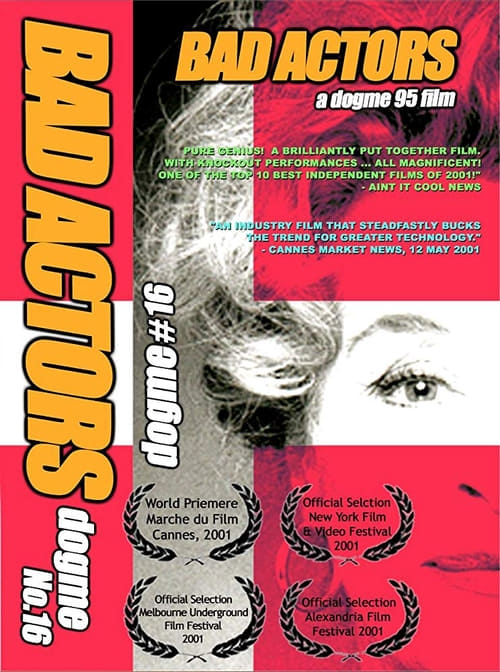 BAD ACTORS
dogme
No.16
BAD ACTORS
a dogme 95 film
PURE GENIUS! A BRILLIANTLY PUT TOGETHER FILM.
WITH KNOCKOUT PERFORMANCES ... ALL MAGNIFICENT!
ONE OF THE TOP 10 BEST INDEPENDENT FILMS OF 2001!"
- AINT IT COOL NEWS
"AN INDUSTRY FILM THAT STEADFASTLY BUCKS
THE TREND FOR GREATER TECHNOLOGY."
- CANNES MARKET NEWS, 12 MAY 2001
dogme#16
World Priemere
Marche du Film
Cannes, 2001
Official Selction
New York Film
& Video Festival
2001
Official Selection
Melbourne Underground
Film Festival
2001
Official Selection
Alexandria Film
Festival 2001